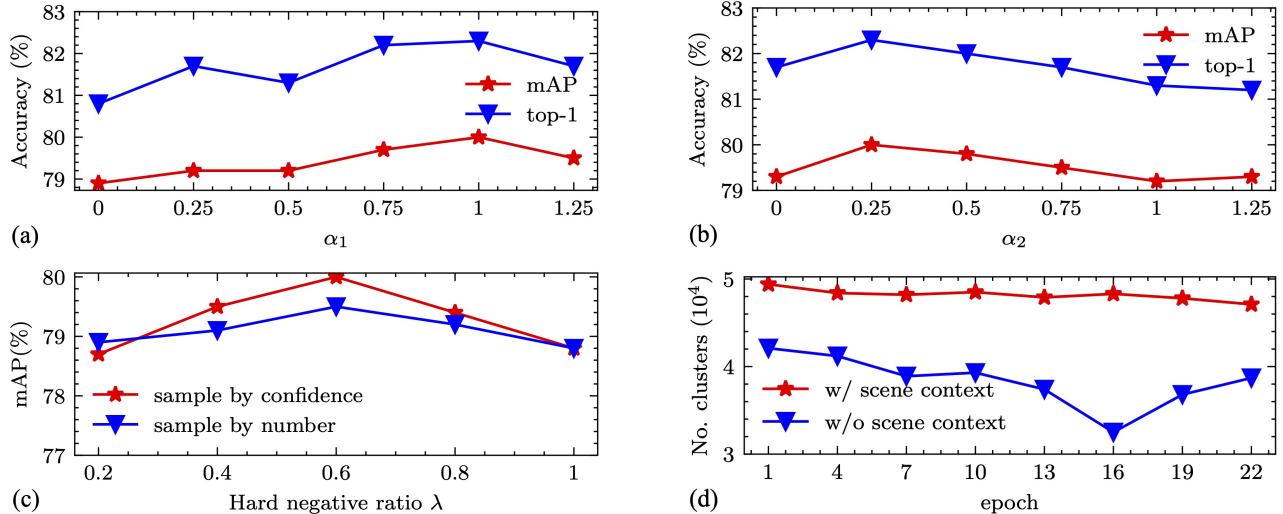 83
82
81
80
79
Accuracy (%)
mAP
top-1
0 0.25 0.5 0.75 1 1.25
(a)
α₁
83
82
81
80
79
Accuracy (%)
mAP
top-1
0 0.25 0.5 0.75 1 1.25
(b)
α₂
80
79
78
77
mAP(%)
sample by confidence
sample by number
0.2 0.4 0.6 0.8 1
(c)
Hard negative ratio λ
5
4
3
No. clusters (10⁴)
w/ scene context
w/o scene context
1 4 7 10 13 16 19 22
(d)
epoch